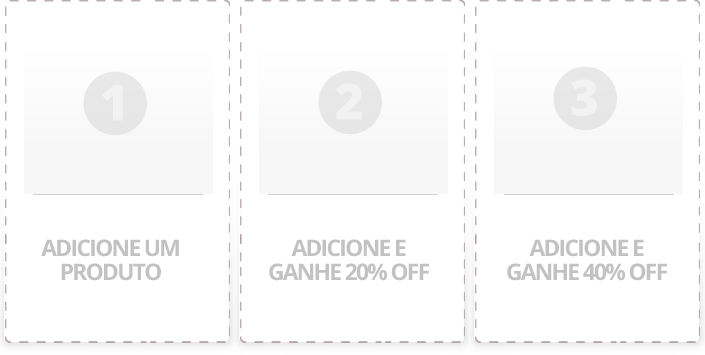 1
ADICIONE UM
PRODUTO
2
ADICIONE E
GANHE 20% OFF
3
ADICIONE E
GANHE 40% OFF